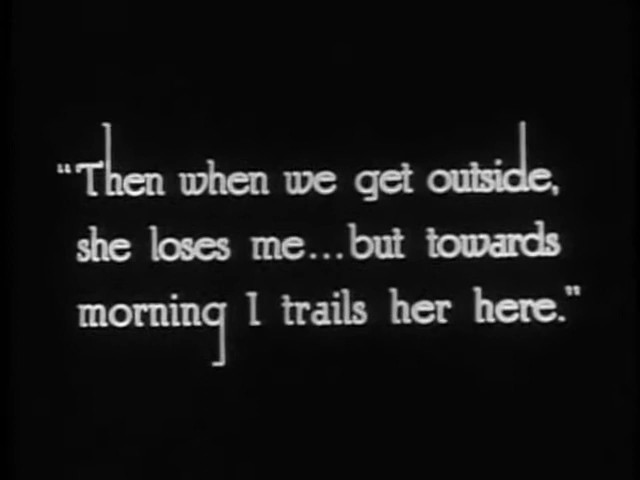 "Then when we get outside,
she loses me...but towards
morning I trails her here."